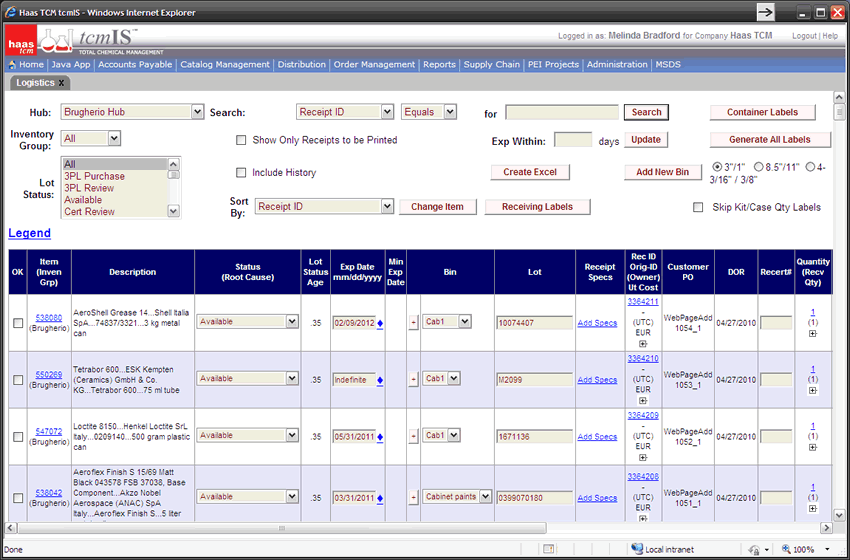 Haas TCM tcmIS - Windows Internet Explorer
haas tcm
tcmIS™
TOTAL CHEMICAL MANAGEMENT
Logged in as: Melinda Bradford for Company Haas TCM
Logout | Help
Home | Java App | Accounts Payable | Catalog Management | Distribution | Order Management | Reports | Supply Chain | PEI Projects | Administration | MSDS
Logistics X
Hub: Brugherio Hub Search: Receipt ID Equals for Search Container Labels
Inventory Group: All Show Only Receipts to be Printed Exp Within: days Update Generate All Labels
Lot Status:
All
3PL Purchase
3PL Review
Available
Cert Review
Include History Create Excel Add New Bin 3"/1" 8.5"/11" 4-3/16" / 3/8"
Sort By: Receipt ID Change Item Receiving Labels Skip Kit/Case Qty Labels
Legend
OK
Item (Inven Grp)
Description
Status (Root Cause)
Lot Status Age
Exp Date mm/dd/yyyy
Min Exp Date
Bin
Lot
Receipt Specs
Rec ID Orig-ID (Owner) Ut Cost
Customer PO
DOR
Recert#
Quantity (Recv Qty)
538080 (Brugherio)
AeroShell Grease 14...Shell Italia SpA...74837/3321...3 kg metal can
Available
.35
02/09/2012
+
Cab1
10074407
Add Specs
3364211 - (UTC) EUR
WebPageAdd 1054_1
04/27/2010
1 (1)
550269 (Brugherio)
Tetrabor 600...ESK Kempten (Ceramics) GmbH & Co. KG...Tetrabor 600...75 ml tube
Available
.35
Indefinite
+
Cab1
M2099
Add Specs
3364210 - (UTC) EUR
WebPageAdd 1053_1
04/27/2010
1 (1)
547072 (Brugherio)
Loctite 8150...Henkel Loctite SrL Italy...0209140...500 gram plastic can
Available
.35
05/31/2011
+
Cab1
1671136
Add Specs
3364209 - (UTC) EUR
WebPageAdd 1052_1
04/27/2010
1 (1)
538042 (Brugherio)
Aeroflex Finish S 15/69 Matt Black 043578 FSB 37038, Base Component...Akzo Nobel Aerospace (ANAC) SpA Italy...Aeroflex Finish S...5 liter
Available
.35
03/31/2011
+
Cabinet paints
0399070180
Add Specs
3364208 - (UTC) EUR
WebPageAdd 1051_1
04/27/2010
1 (1)
Done
Local intranet
100%